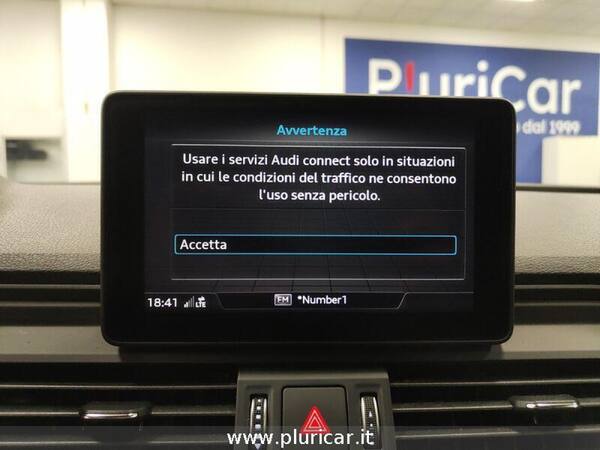 PluriCar
dal 1999
Avvertenza
Usare i servizi Audi connect solo in situazioni
in cui le condizioni del traffico ne consentono
l'uso senza pericolo.
Accetta
18:41 LTE FM *Number1
www.pluricar.it